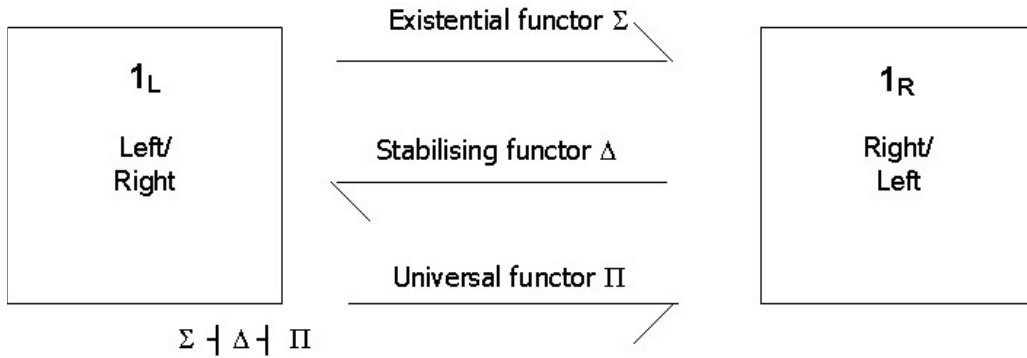 Existential functor Σ
1L
1R
Left/
Right
Stabilising functor Δ
Right/
Left
Universal functor Π
Σ ⊣ Δ ⊣ Π